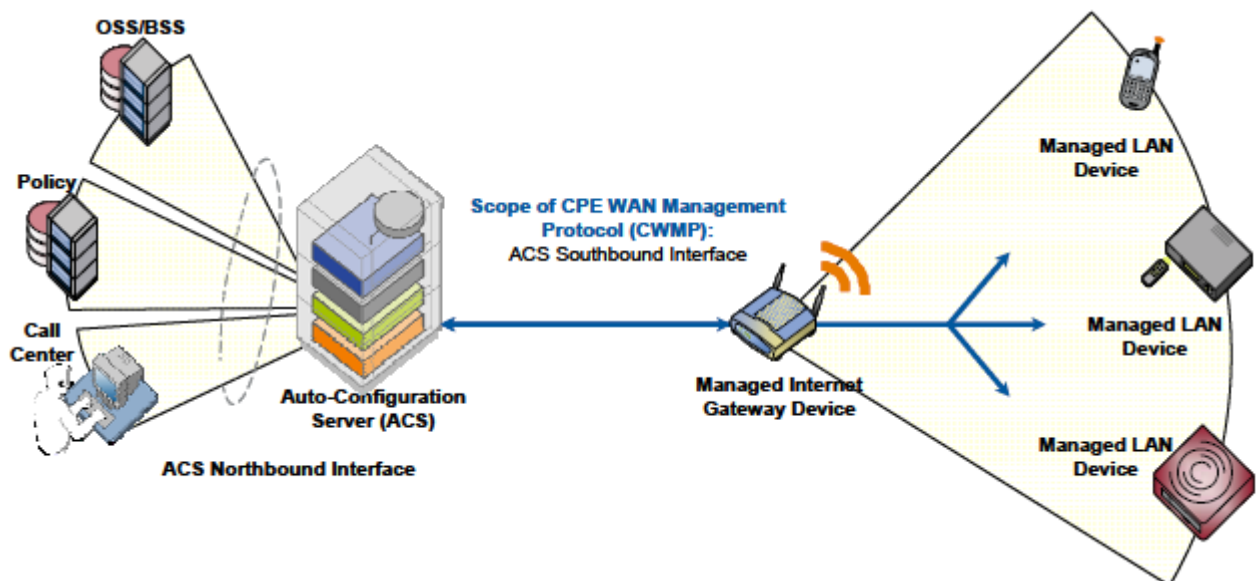 OSS/BSS
Policy
Call
Center
Auto-Configuration
Server (ACS)
ACS Northbound Interface
Scope of CPE WAN Management
Protocol (CWMP):
ACS Southbound Interface
Managed Internet
Gateway Device
Managed LAN
Device
Managed LAN
Device
Managed LAN
Device